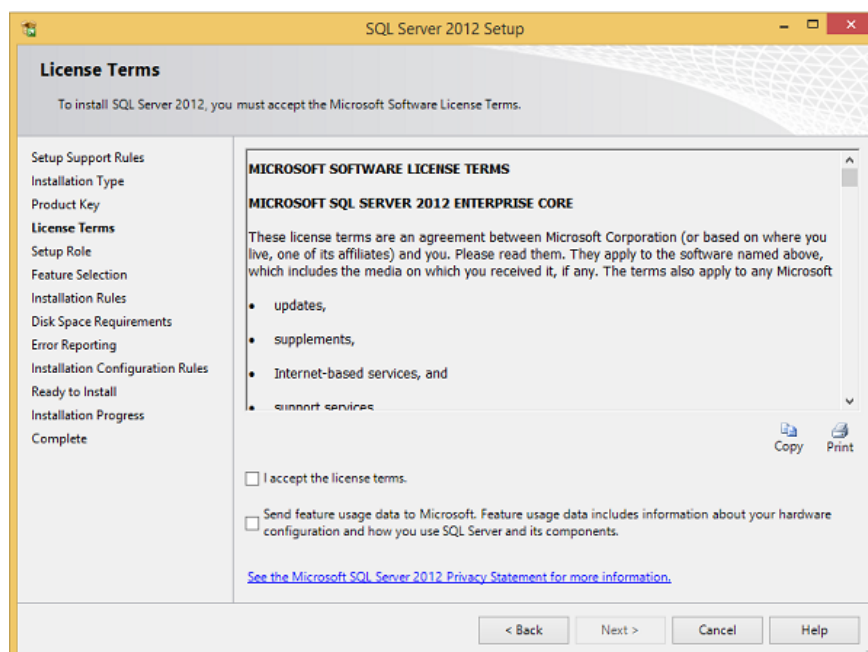 SQL Server 2012 Setup
License Terms
To install SQL Server 2012, you must accept the Microsoft Software License Terms.
Setup Support Rules
Installation Type
Product Key
License Terms
Setup Role
Feature Selection
Installation Rules
Disk Space Requirements
Error Reporting
Installation Configuration Rules
Ready to Install
Installation Progress
Complete
MICROSOFT SOFTWARE LICENSE TERMS
MICROSOFT SQL SERVER 2012 ENTERPRISE CORE
These license terms are an agreement between Microsoft Corporation (or based on where you
live, one of its affiliates) and you. Please read them. They apply to the software named above,
which includes the media on which you received it, if any. The terms also apply to any Microsoft
• updates,
• supplements,
• Internet-based services, and
• support services
Copy
Print
I accept the license terms.
Send feature usage data to Microsoft. Feature usage data includes information about your hardware
configuration and how you use SQL Server and its components.
See the Microsoft SQL Server 2012 Privacy Statement for more information.
< Back
Next >
Cancel
Help